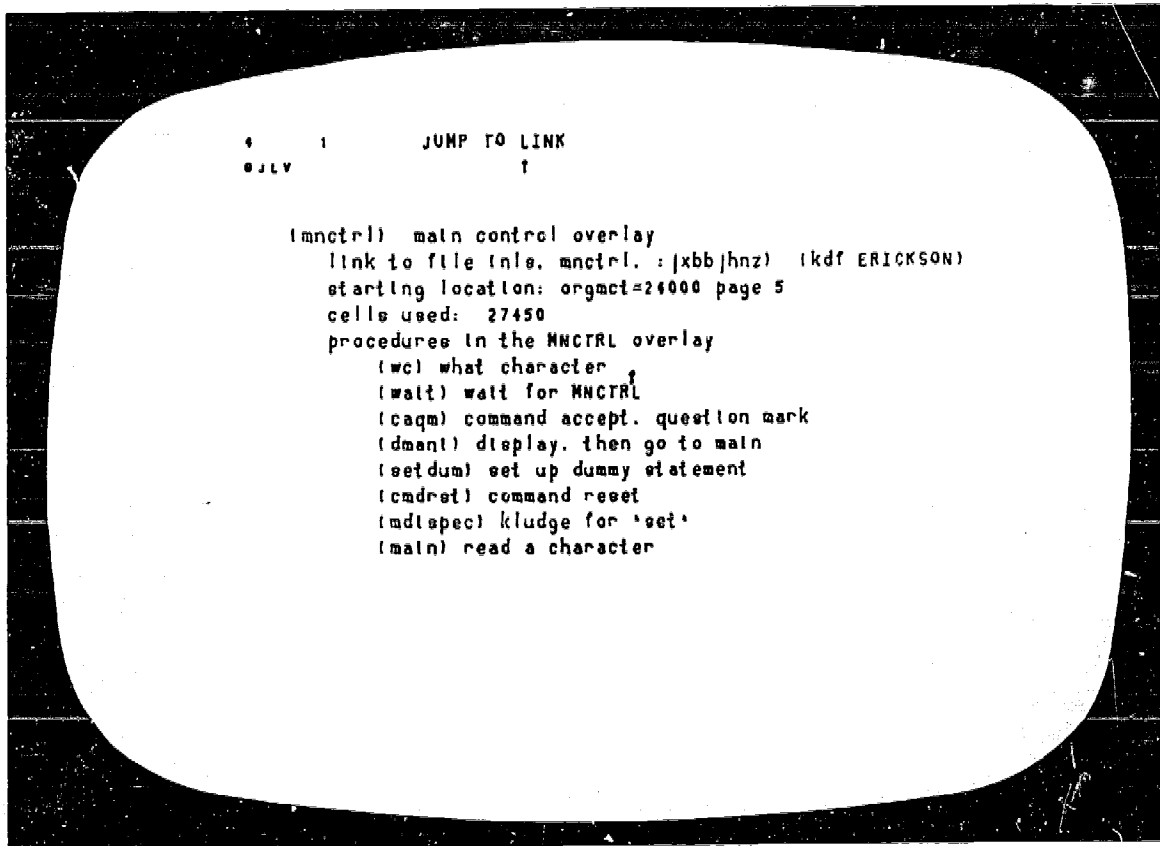 4 1 JUMP TO LINK
GJLV ↑
(mnctrl) main control overlay
link to file (nls, mnctrl, :jxbbjhnz) (kdf ERICKSON)
starting location: orgmct=24000 page 5
cells used: 27450
procedures in the MNCTRL overlay
(wc) what character
(wait) wait for MNCTRL
(caqm) command accept, question mark
(dmani) display, then go to main
(setdum) set up dummy statement
(cmdrst) command reset
(mdlspec) kludge for 'set'
(main) read a character